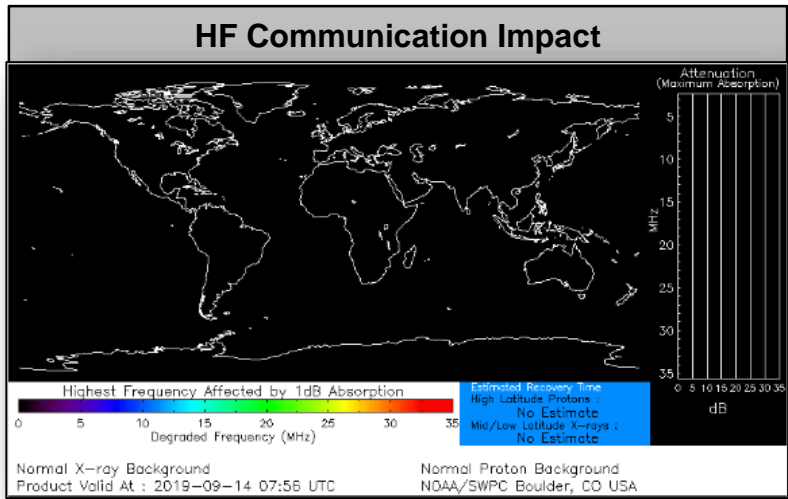 HF Communication Impact
Attenuation
(Maximum Absorption)
5
10
15
20
25
30
35
MHz
0 5 10 15 20 25 30 35
dB
Highest Frequency Affected by 1dB Absorption
0 5 10 15 20 25 30 35
Degraded Frequency (MHz)
Estimated Recovery Time
High Latitude Protons :
No Estimate
Mid/Low Latitude X-rays :
No Estimate
Normal X-ray Background
Product Valid At : 2019-09-14 07:56 UTC
Normal Proton Background
NOAA/SWPC Boulder, CO USA